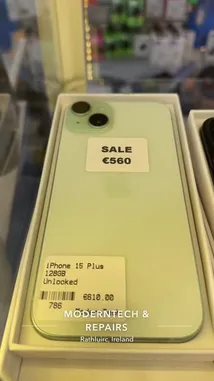 SALE
€560
iPhone 15 Plus
128GB
Unlocked
€610.00
786
MODERNTECH &
REPAIRS
Rathluirc, Ireland